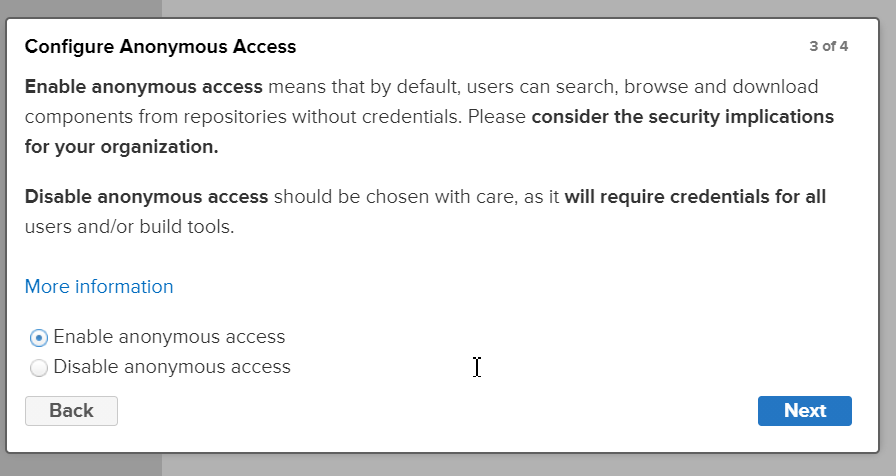 Configure Anonymous Access
3 of 4
Enable anonymous access means that by default, users can search, browse and download
components from repositories without credentials. Please consider the security implications
for your organization.
Disable anonymous access should be chosen with care, as it will require credentials for all
users and/or build tools.
More information
Enable anonymous access
Disable anonymous access
Back
Next